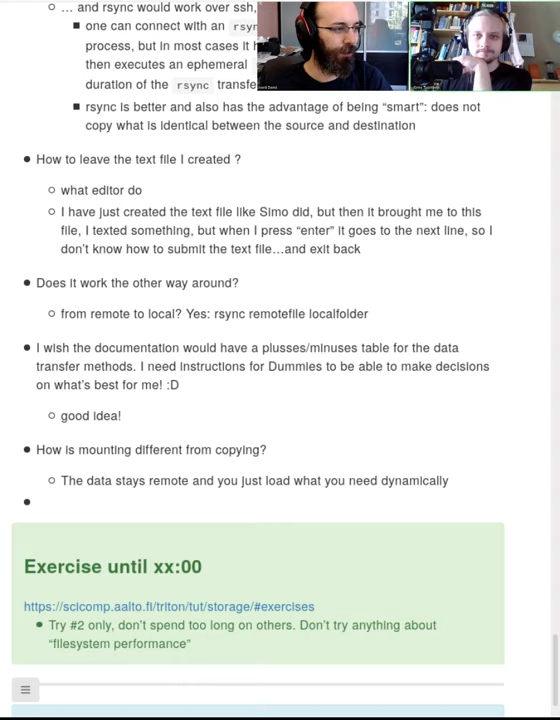 … and rsync would work over ssh,
one can connect with an
process, but in most cases it
then executes an ephemeral
duration of the rsync
rsync is better and also has the advantage of being “smart”: does not
copy what is identical between the source and destination
How to leave the text file I created ?
what editor do
I have just created the text file like Simo did, but then it brought me to this
file, I texted something, but when I press “enter” it goes to the next line, so I
don’t know how to submit the text file…and exit back
Does it work the other way around?
from remote to local? Yes: rsync remotefile localfolder
I wish the documentation would have a plusses/minuses table for the data
transfer methods. I need instructions for Dummies to be able to make decisions
on what’s best for me! :D
good idea!
How is mounting different from copying?
The data stays remote and you just load what you need dynamically
Exercise until xx:00
https://scicomp.aalto.fi/triton/tut/storage/#exercises
Try #2 only, don’t spend too long on others. Don’t try anything about
“filesystem performance”